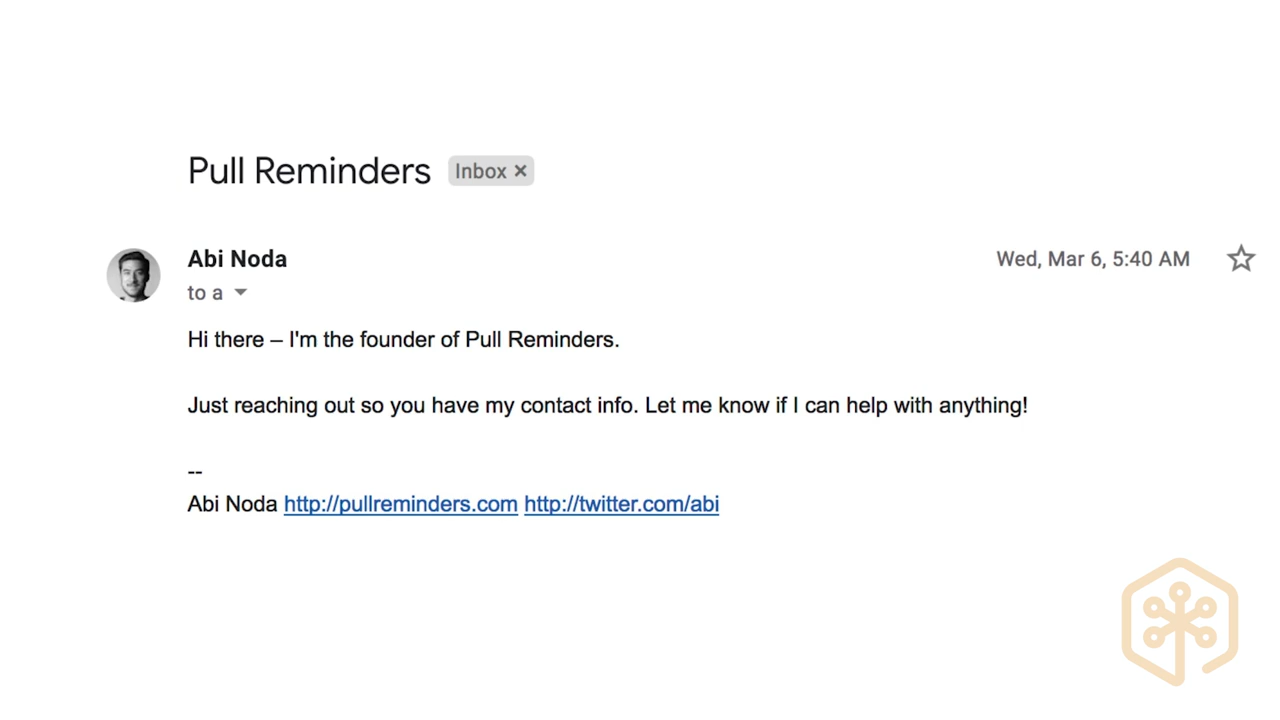 Pull Reminders Inbox ×
Abi Noda Wed, Mar 6, 5:40 AM
to a
Hi there – I'm the founder of Pull Reminders.
Just reaching out so you have my contact info. Let me know if I can help with anything!
--
Abi Noda http://pullreminders.com http://twitter.com/abi